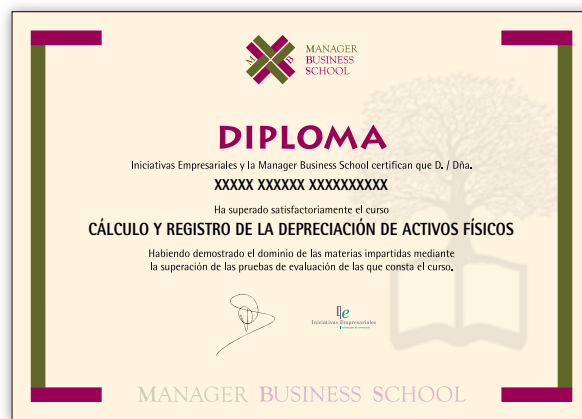 M B
MANAGER
BUSINESS
SCHOOL
DIPLOMA
Iniciativas Empresariales y la Manager Business School certifican que D. / Dña.
XXXXX XXXXXX XXXXXXXXXX
Ha superado satisfactoriamente el curso
CÁLCULO Y REGISTRO DE LA DEPRECIACIÓN DE ACTIVOS FÍSICOS
Habiendo demostrado el dominio de las materias impartidas mediante
la superación de las pruebas de evaluación de las que consta el curso.
Iniciativas Empresariales
MANAGER BUSINESS SCHOOL